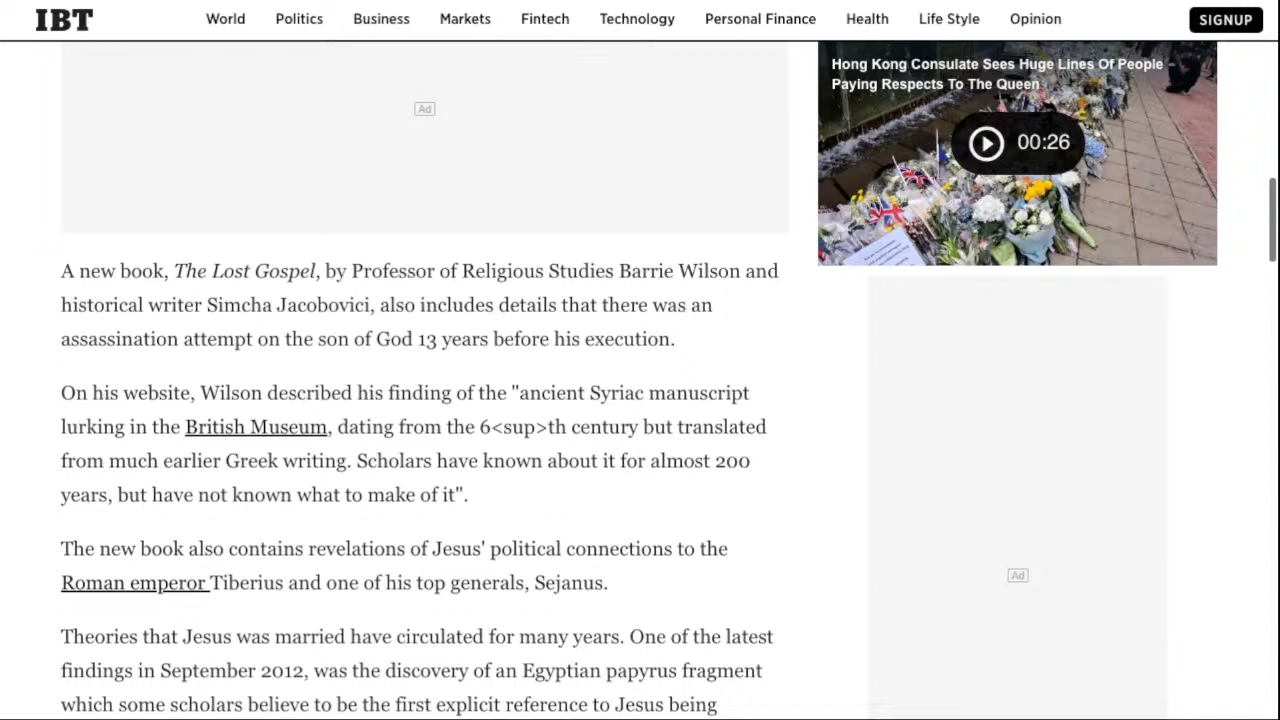 IBT
World Politics Business Markets Fintech Technology Personal Finance Health Life Style Opinion
SIGNUP
Ad
Hong Kong Consulate Sees Huge Lines Of People
Paying Respects To The Queen
00:26
A new book, The Lost Gospel, by Professor of Religious Studies Barrie Wilson and
historical writer Simcha Jacobovici, also includes details that there was an
assassination attempt on the son of God 13 years before his execution.
On his website, Wilson described his finding of the "ancient Syriac manuscript
lurking in the British Museum, dating from the 6<sup>th century but translated
from much earlier Greek writing. Scholars have known about it for almost 200
years, but have not known what to make of it".
The new book also contains revelations of Jesus' political connections to the
Roman emperor Tiberius and one of his top generals, Sejanus.
Theories that Jesus was married have circulated for many years. One of the latest
findings in September 2012, was the discovery of an Egyptian papyrus fragment
which some scholars believe to be the first explicit reference to Jesus being
Ad